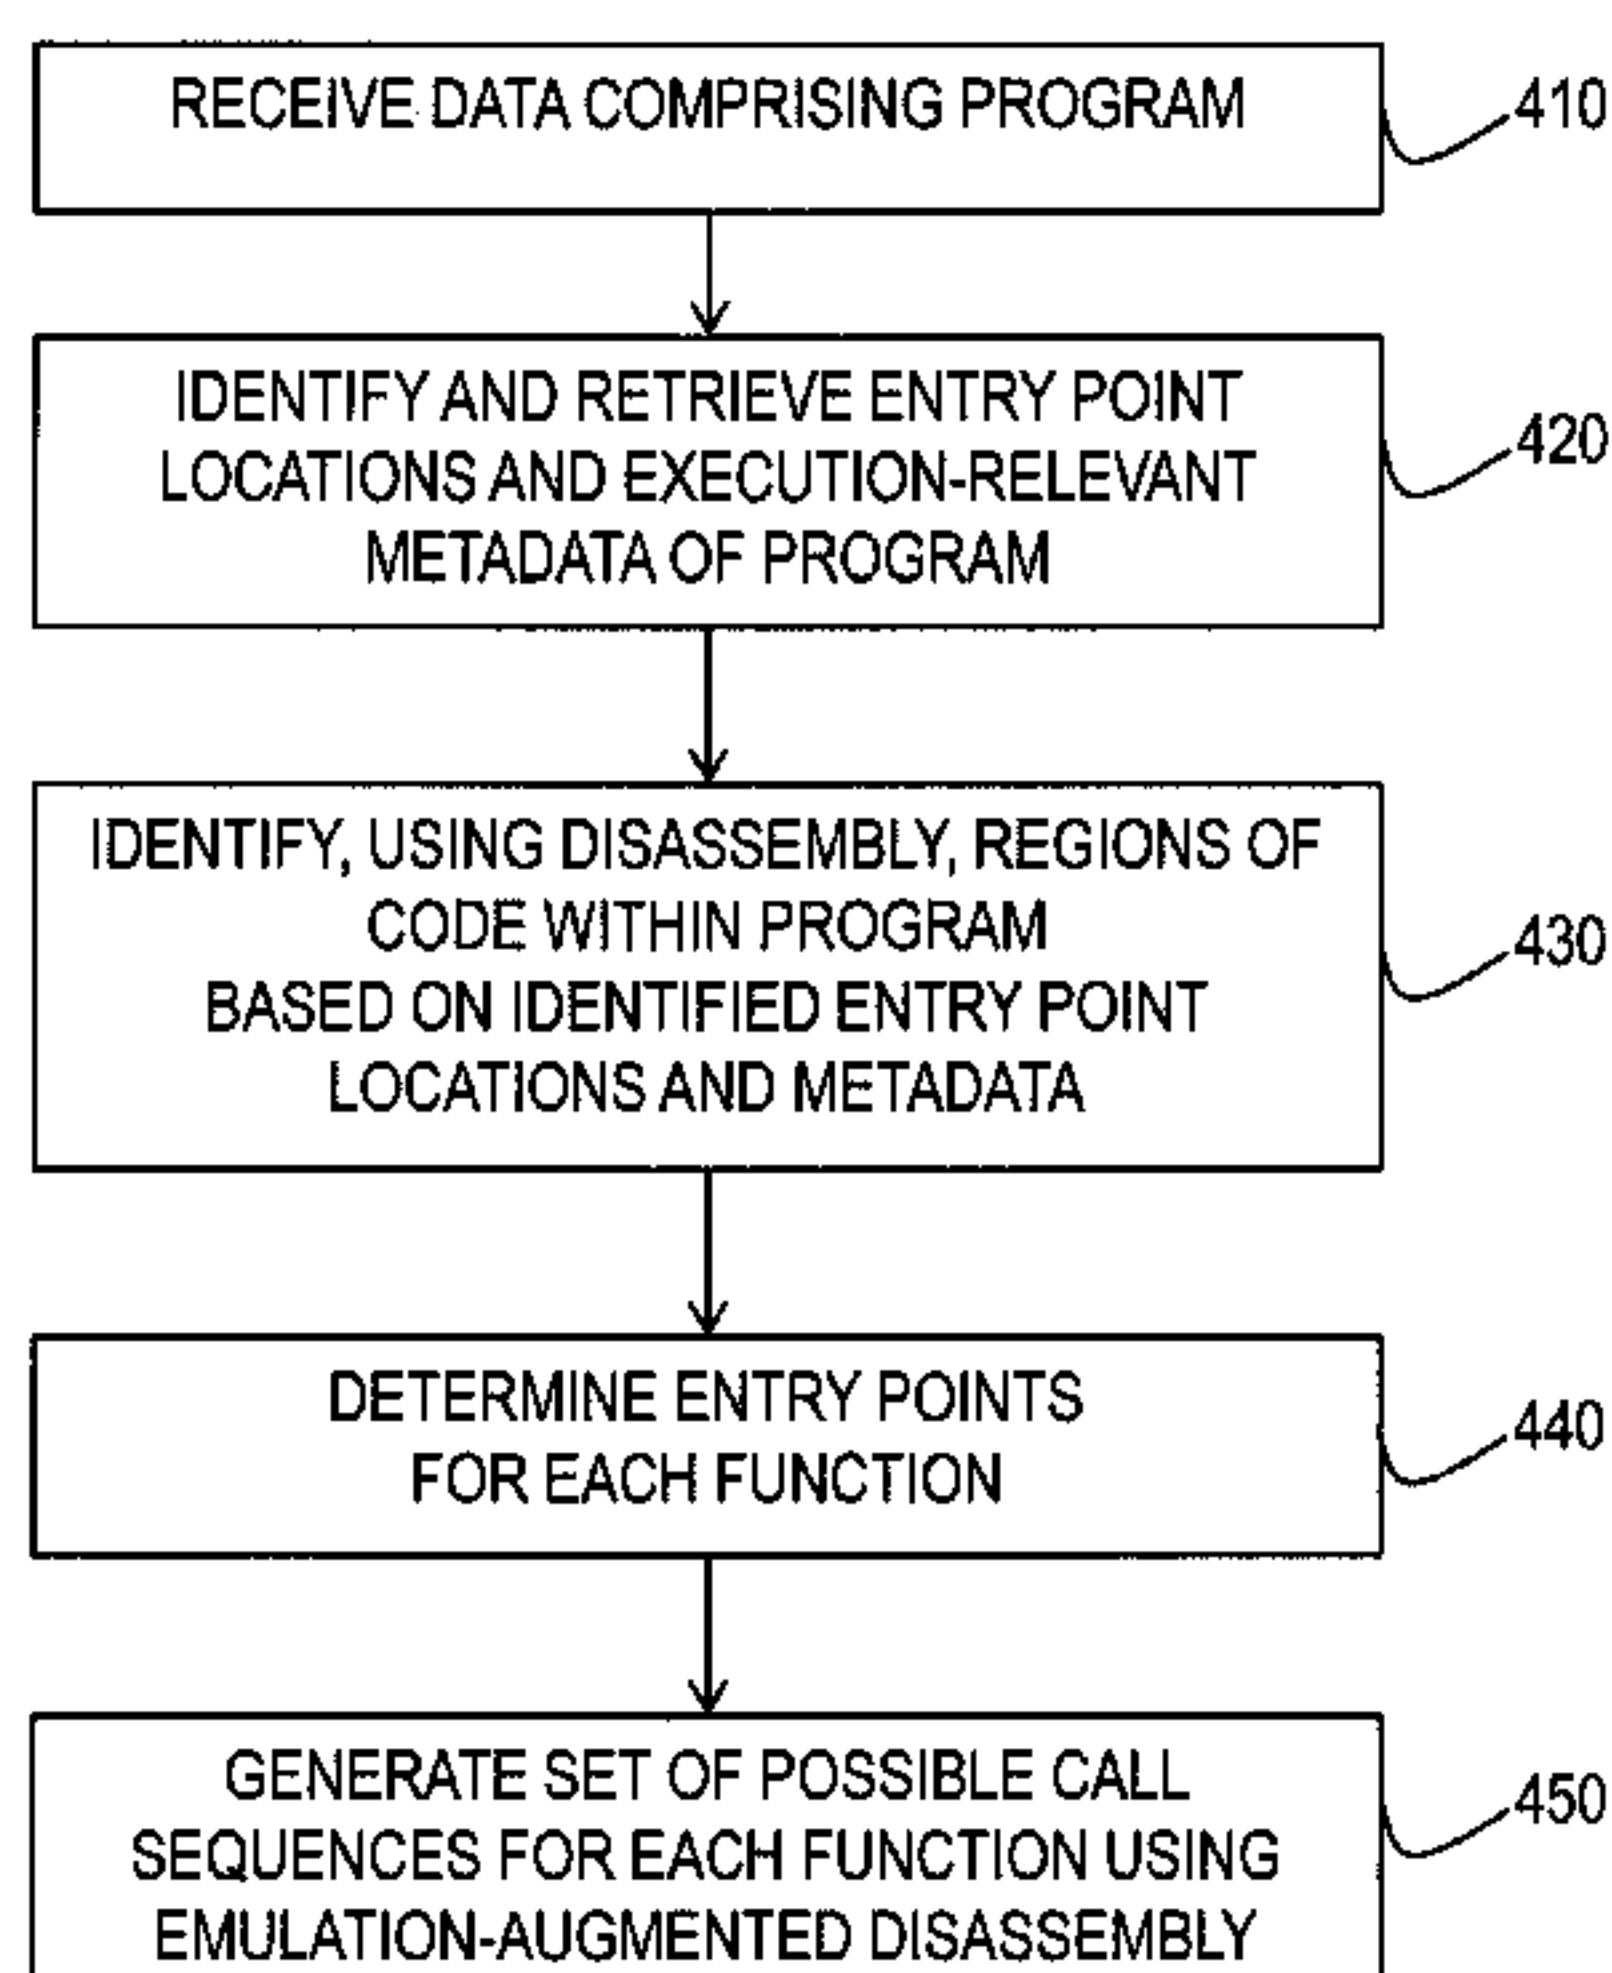 RECEIVE DATA COMPRISING PROGRAM
410
IDENTIFY AND RETRIEVE ENTRY POINT
LOCATIONS AND EXECUTION-RELEVANT
METADATA OF PROGRAM
420
IDENTIFY, USING DISASSEMBLY, REGIONS OF
CODE WITHIN PROGRAM
BASED ON IDENTIFIED ENTRY POINT
LOCATIONS AND METADATA
430
DETERMINE ENTRY POINTS
FOR EACH FUNCTION
440
GENERATE SET OF POSSIBLE CALL
SEQUENCES FOR EACH FUNCTION USING
EMULATION-AUGMENTED DISASSEMBLY
450